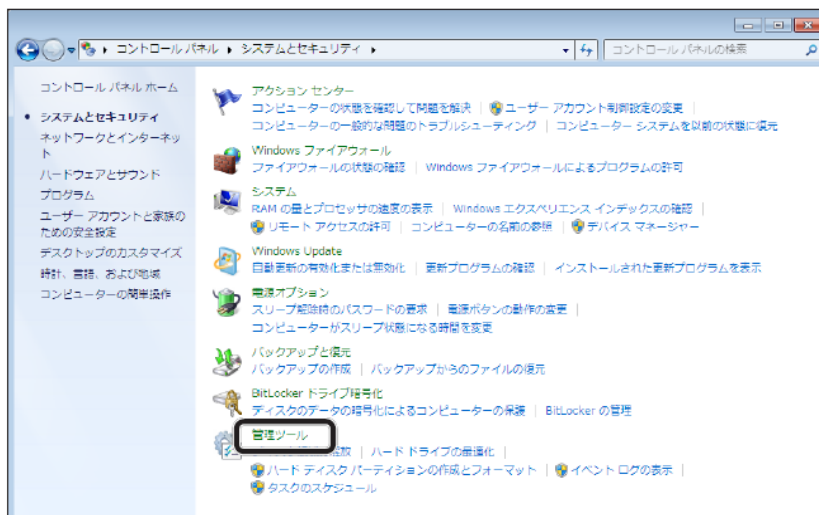 コントロール パネル ▸ システムとセキュリティ ▸
コントロール パネルの検索
コントロール パネル ホーム
システムとセキュリティ
ネットワークとインターネッ
ト
ハードウェアとサウンド
プログラム
ユーザー アカウントと家族の
ための安全設定
デスクトップのカスタマイズ
時計、言語、および地域
コンピューターの簡単操作
アクション センター
コンピューターの状態を確認して問題を解決 | ユーザー アカウント制御設定の変更 |
コンピューターの一般的な問題のトラブルシューティング | コンピューター システムを以前の状態に復元
Windows ファイアウォール
ファイアウォールの状態の確認 | Windows ファイアウォールによるプログラムの許可
システム
RAM の量とプロセッサの速度の表示 | Windows エクスペリエンス インデックスの確認 |
リモート アクセスの許可 | コンピューターの名前の参照 | デバイス マネージャー
Windows Update
自動更新の有効化または無効化 | 更新プログラムの確認 | インストールされた更新プログラムを表示
電源オプション
スリープ解除時のパスワードの要求 | 電源ボタンの動作の変更 |
コンピューターがスリープ状態になる時間を変更
バックアップと復元
バックアップの作成 | バックアップからのファイルの復元
BitLocker ドライブ暗号化
ディスクのデータの暗号化によるコンピューターの保護 | BitLocker の管理
管理ツール
放 | ハード ドライブの最適化 |
ハード ディスク パーティションの作成とフォーマット | イベント ログの表示 |
タスクのスケジュール